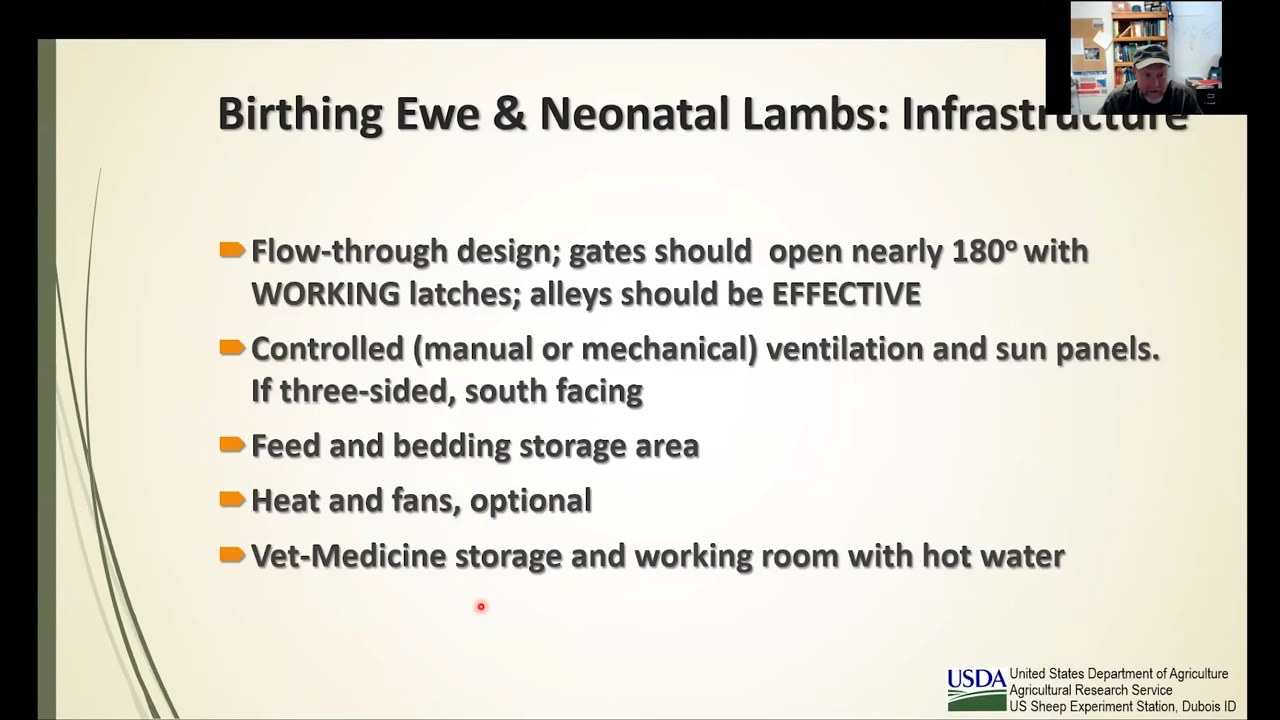 Birthing Ewe & Neonatal Lambs: Infrastructure
Flow-through design; gates should open nearly 180º with
WORKING latches; alleys should be EFFECTIVE
Controlled (manual or mechanical) ventilation and sun panels.
If three-sided, south facing
Feed and bedding storage area
Heat and fans, optional
Vet-Medicine storage and working room with hot water
USDA
United States Department of Agriculture
Agricultural Research Service
US Sheep Experiment Station, Dubois ID